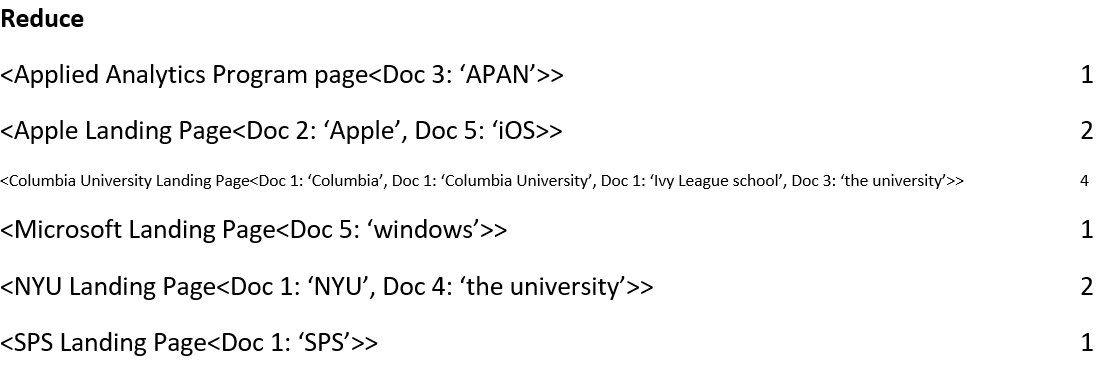 Reduce
<Applied Analytics Program page<Doc 3: ‘APAN’>> 1
<Apple Landing Page<Doc 2: ‘Apple’, Doc 5: ‘iOS>> 2
<Columbia University Landing Page<Doc 1: ‘Columbia’, Doc 1: ‘Columbia University’, Doc 1: ‘Ivy League school’, Doc 3: ‘the university’>> 4
<Microsoft Landing Page<Doc 5: ‘windows’>> 1
<NYU Landing Page<Doc 1: ‘NYU’, Doc 4: ‘the university’>> 2
<SPS Landing Page<Doc 1: ‘SPS’>> 1